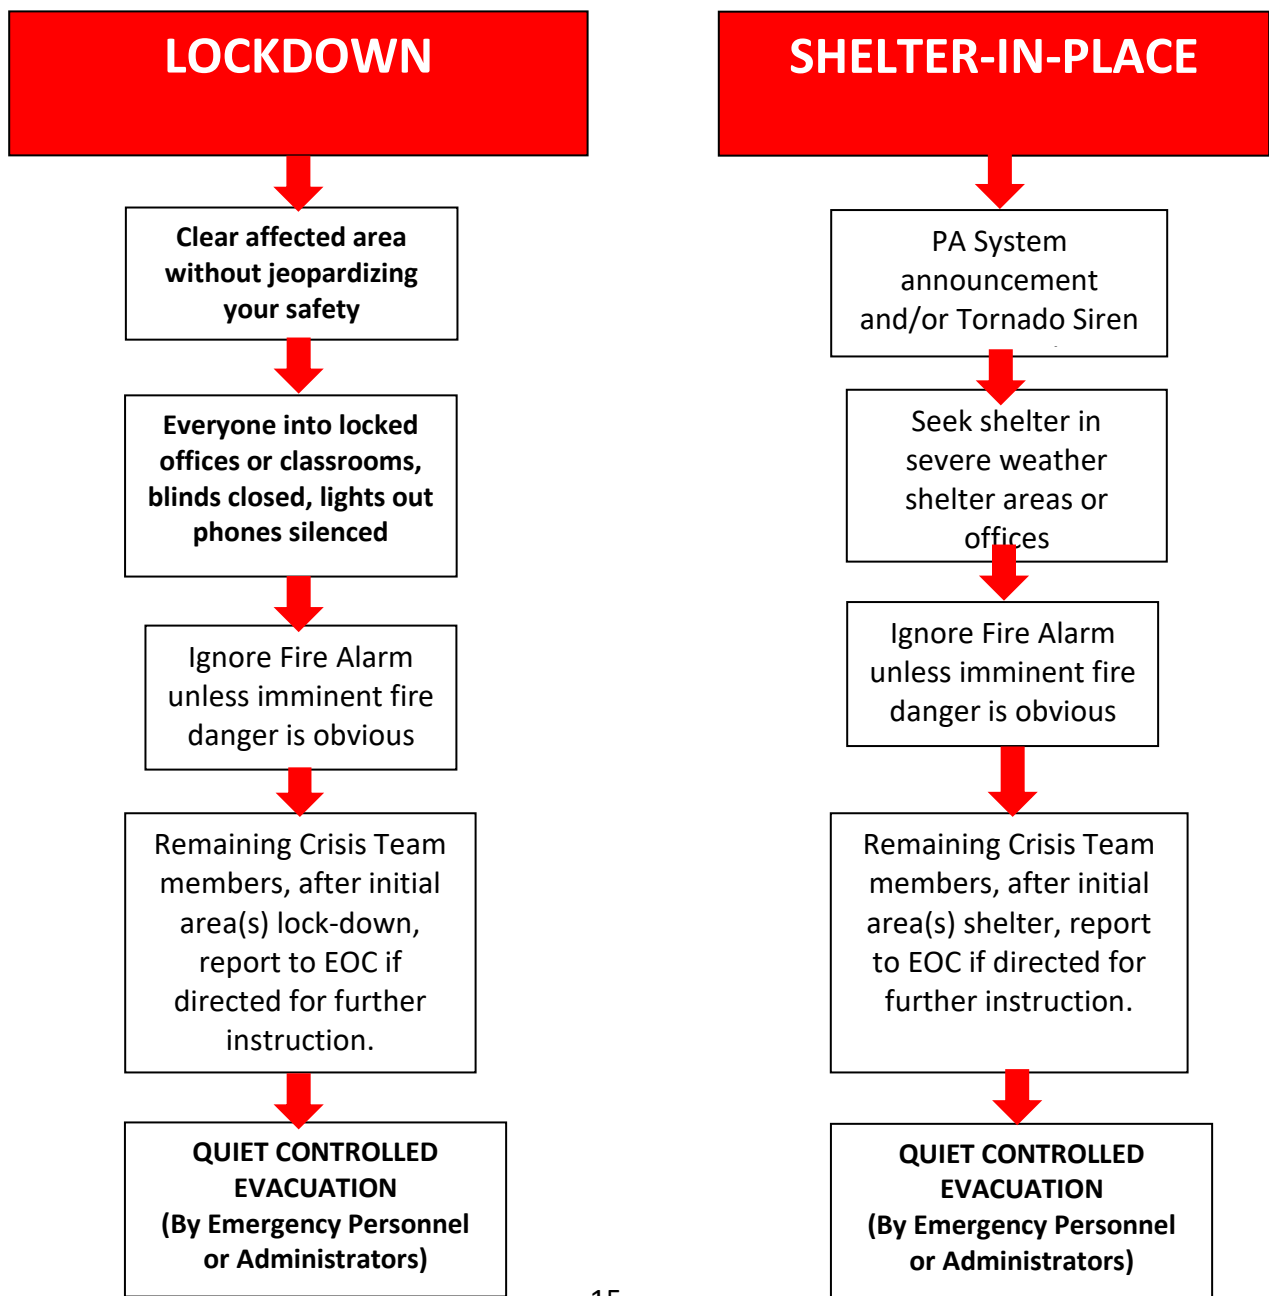 LOCKDOWN
Clear affected area
without jeopardizing
your safety
Everyone into locked
offices or classrooms,
blinds closed, lights out
phones silenced
Ignore Fire Alarm
unless imminent fire
danger is obvious
Remaining Crisis Team
members, after initial
area(s) lock-down,
report to EOC if
directed for further
instruction.
QUIET CONTROLLED
EVACUATION
(By Emergency Personnel
or Administrators)
SHELTER-IN-PLACE
PA System
announcement
and/or Tornado Siren
Seek shelter in
severe weather
shelter areas or
offices
Ignore Fire Alarm
unless imminent fire
danger is obvious
Remaining Crisis Team
members, after initial
area(s) shelter, report
to EOC if directed for
further instruction.
QUIET CONTROLLED
EVACUATION
(By Emergency Personnel
or Administrators)